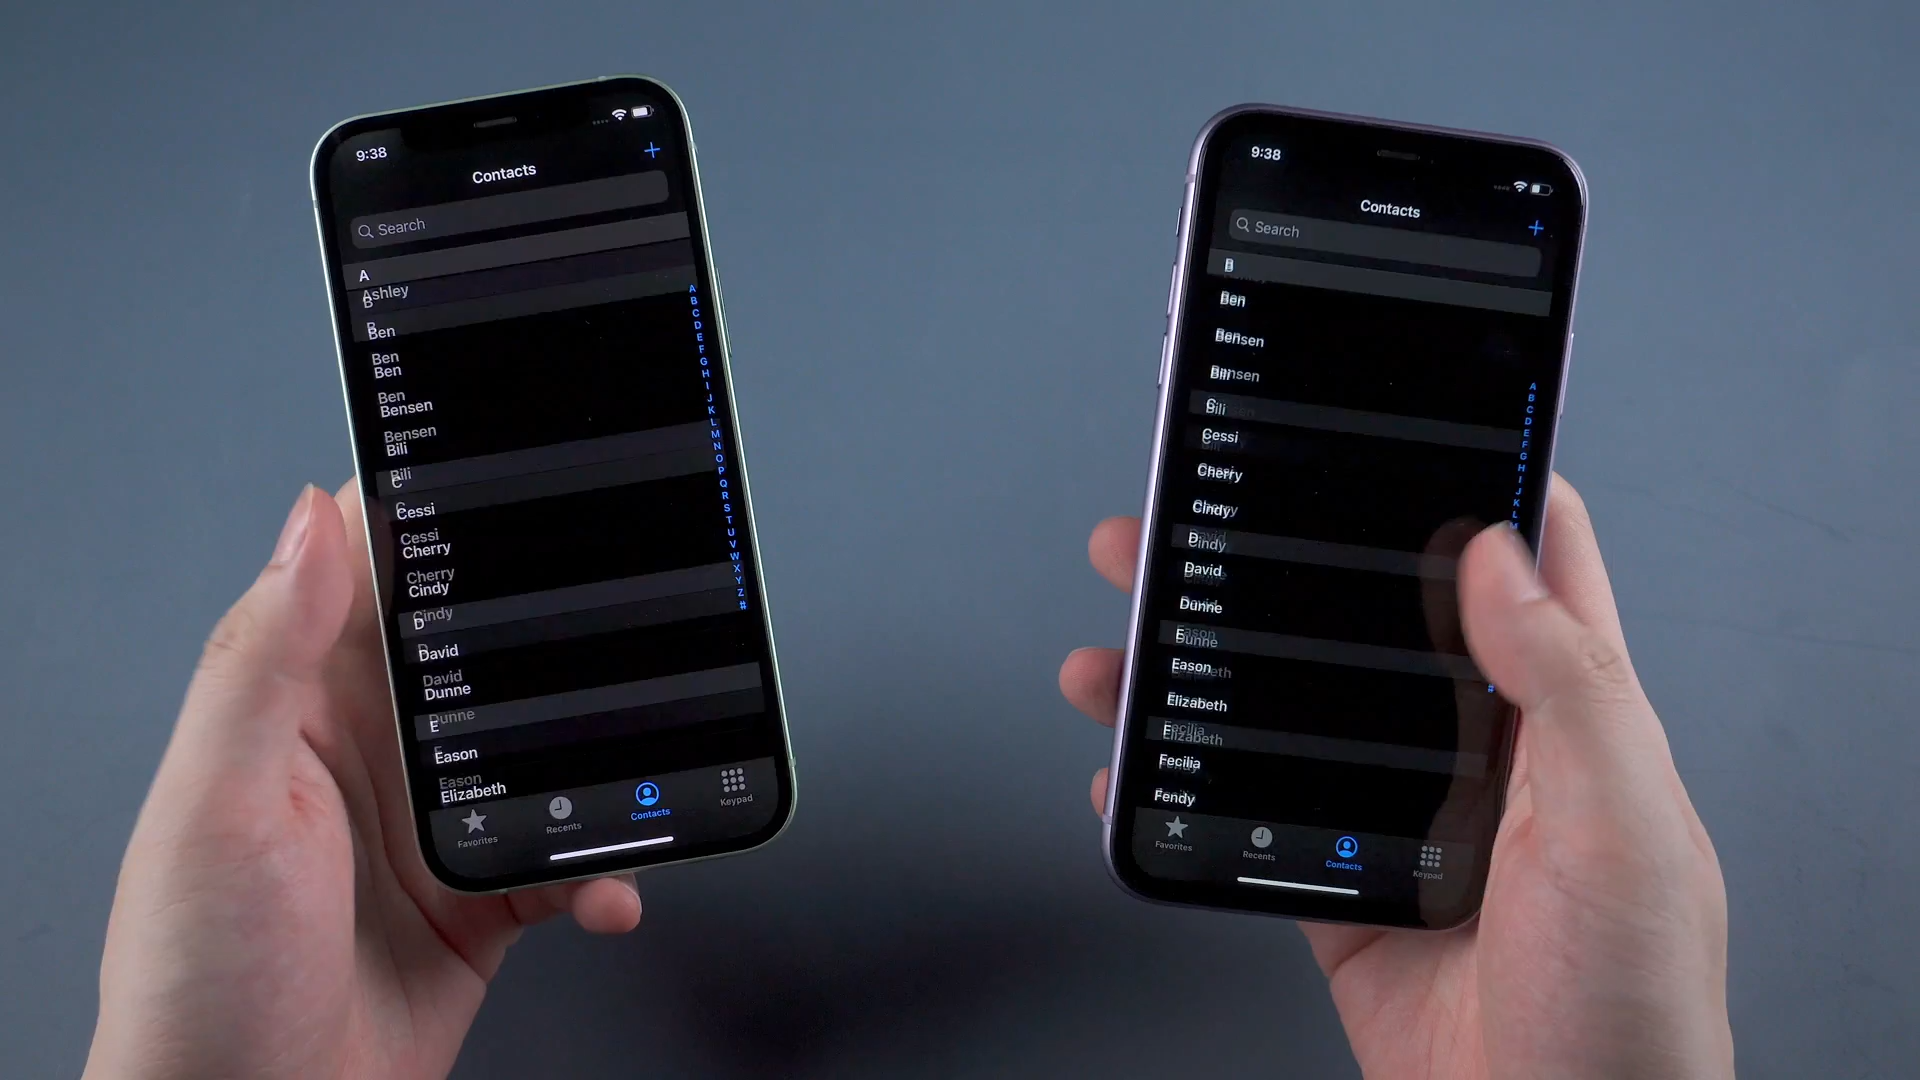 9:38
Contacts
+
Search
A
Ashley
B
Ben
Ben
Bensen
Bili
C
Cessi
Cherry
Cindy
D
David
Dunne
E
Eason
Elizabeth
A
B
C
D
E
F
G
H
I
J
K
L
M
N
O
P
Q
R
S
T
U
V
W
X
Y
Z
#
Favorites
Recents
Contacts
Keypad
9:38
Contacts
+
Search
B
Ben
Bensen
Bili
C
Cessi
Cherry
Cindy
D
David
Dunne
E
Eason
Elizabeth
F
Fecilia
Fendy
A
B
C
D
E
F
G
H
I
J
K
L
M
#
Favorites
Recents
Contacts
Keypad